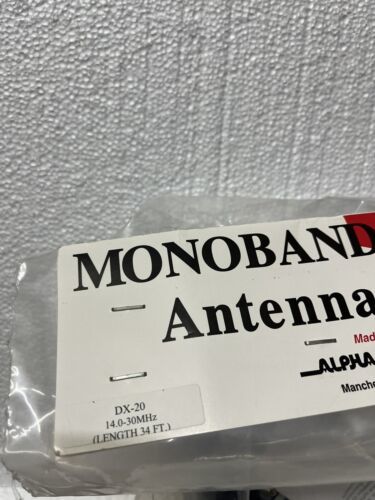 MONOBAND
Antenna
Mad
ALPHA
Manche
DX-20
14.0-30MHz
(LENGTH 34 FT.)